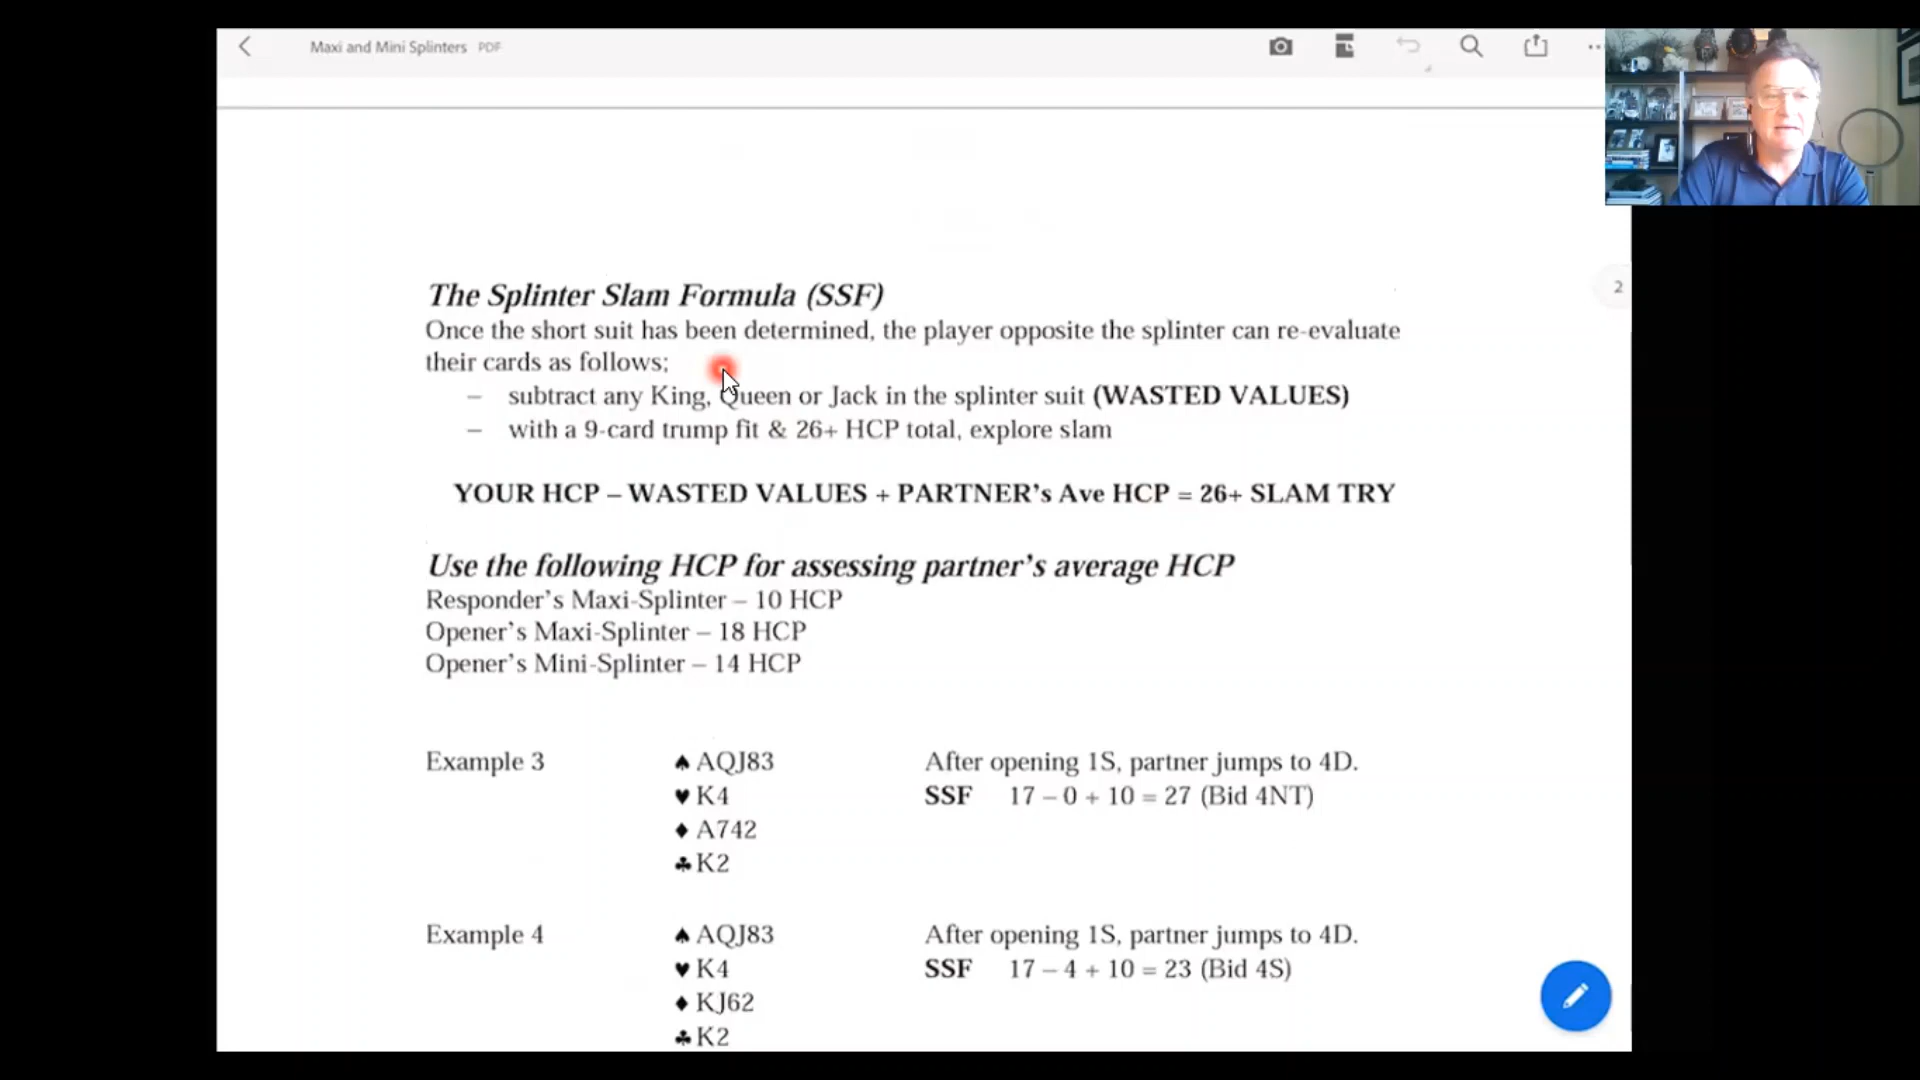 Maxi and Mini Splinters PDF
2
The Splinter Slam Formula (SSF)
Once the short suit has been determined, the player opposite the splinter can re-evaluate
their cards as follows;
– subtract any King, Queen or Jack in the splinter suit (WASTED VALUES)
– with a 9-card trump fit & 26+ HCP total, explore slam
YOUR HCP – WASTED VALUES + PARTNER's Ave HCP = 26+ SLAM TRY
Use the following HCP for assessing partner's average HCP
Responder's Maxi-Splinter – 10 HCP
Opener's Maxi-Splinter – 18 HCP
Opener's Mini-Splinter – 14 HCP
Example 3 ♠ AQJ83 After opening 1S, partner jumps to 4D.
♥ K4 SSF 17 – 0 + 10 = 27 (Bid 4NT)
♦ A742
♣ K2
Example 4 ♠ AQJ83 After opening 1S, partner jumps to 4D.
♥ K4 SSF 17 – 4 + 10 = 23 (Bid 4S)
♦ KJ62
♣ K2